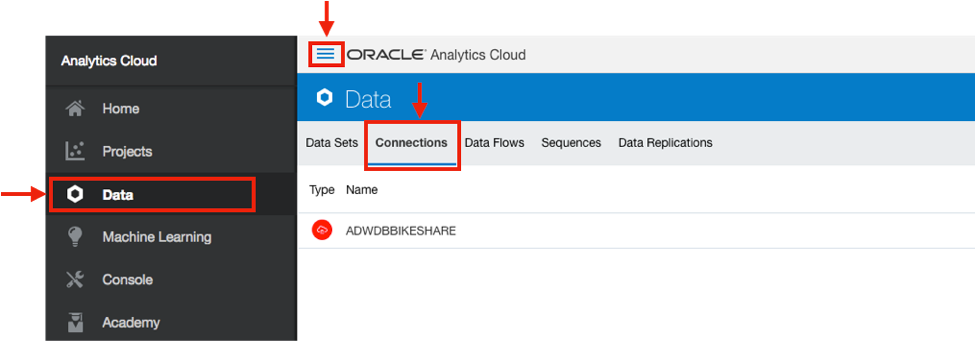 Analytics Cloud
Home
Projects
Data
Machine Learning
Console
Academy
ORACLE Analytics Cloud
Data
Data Sets Connections Data Flows Sequences Data Replications
Type Name
ADWDBBIKESHARE